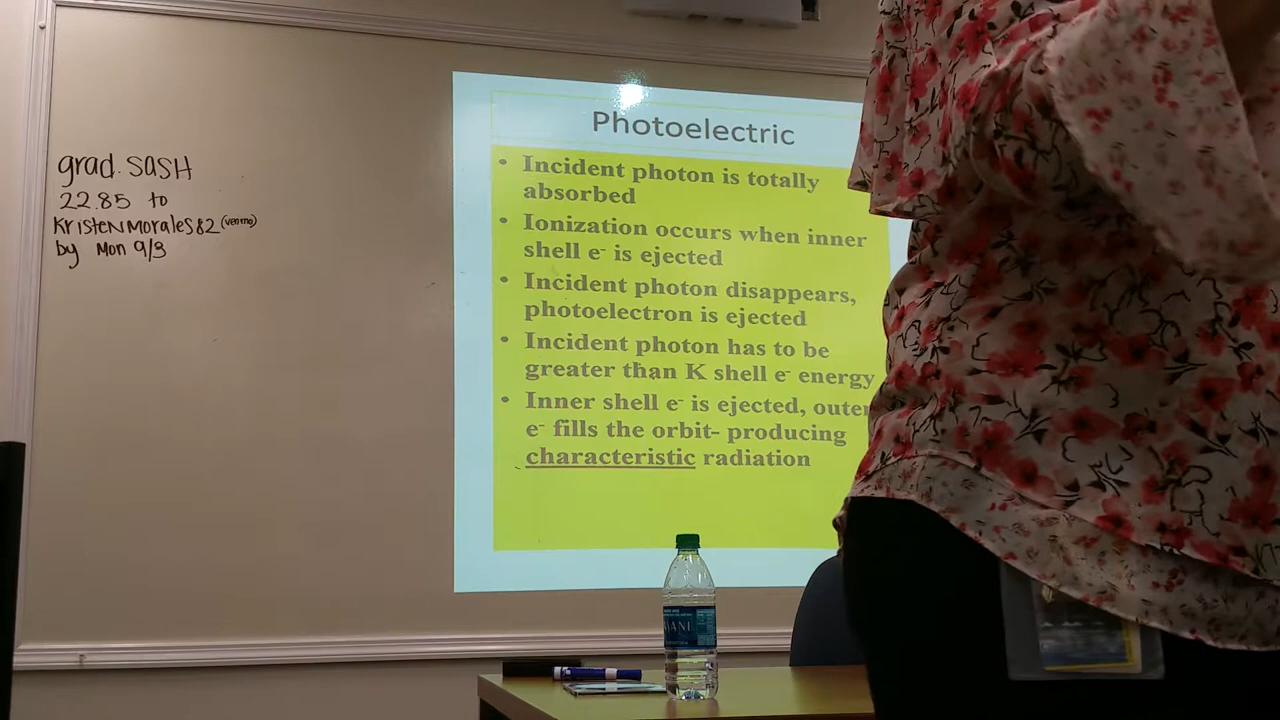 grad. SASH
22.85 to
KristenMorales82 (venmo)
by Mon 9/3
Photoelectric
• Incident photon is totally
absorbed
• Ionization occurs when inner
shell e- is ejected
• Incident photon disappears,
photoelectron is ejected
• Incident photon has to be
greater than K shell e- energy
• Inner shell e- is ejected, outer
e- fills the orbit- producing
characteristic radiation